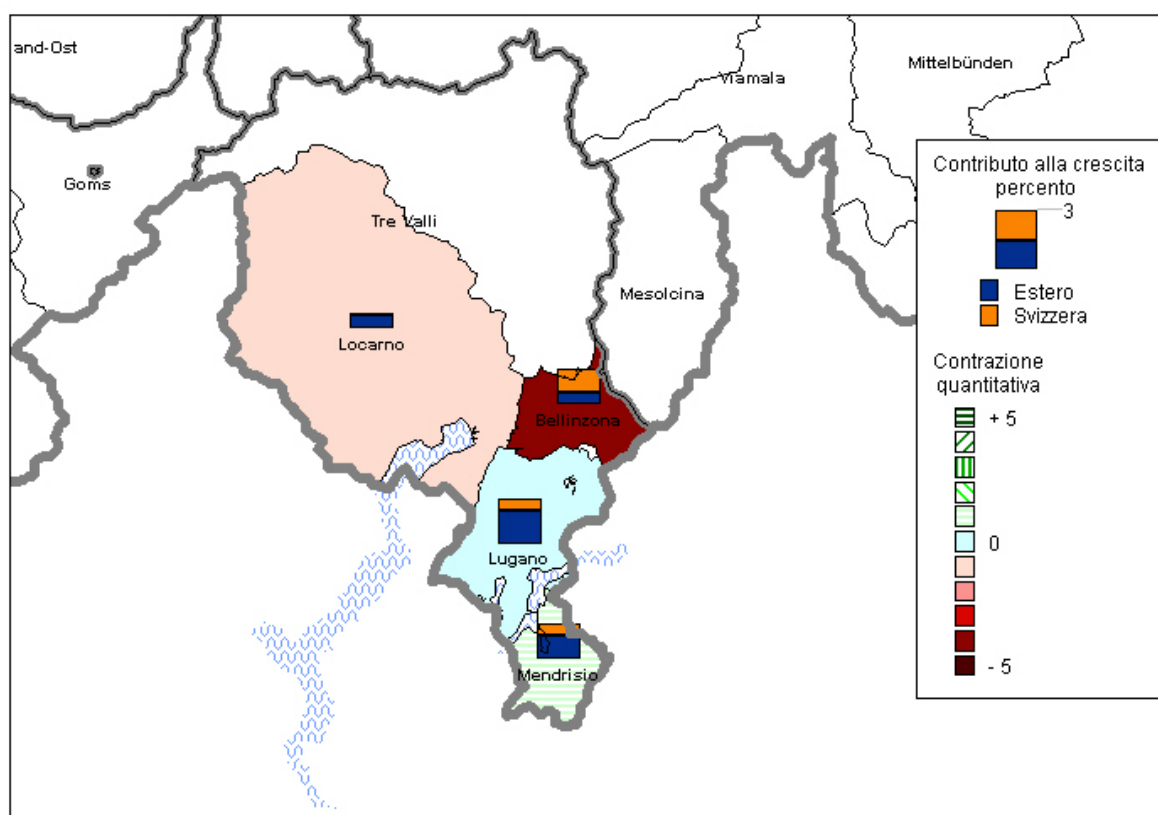 and-Ost
Viamala
Mittelbünden
Goms
Tre Valli
Mesolcina
Locarno
Bellinzona
Lugano
Mendrisio
Contributo alla crescita
percento
3
Estero
Svizzera
Contrazione
quantitativa
+ 5
0
- 5